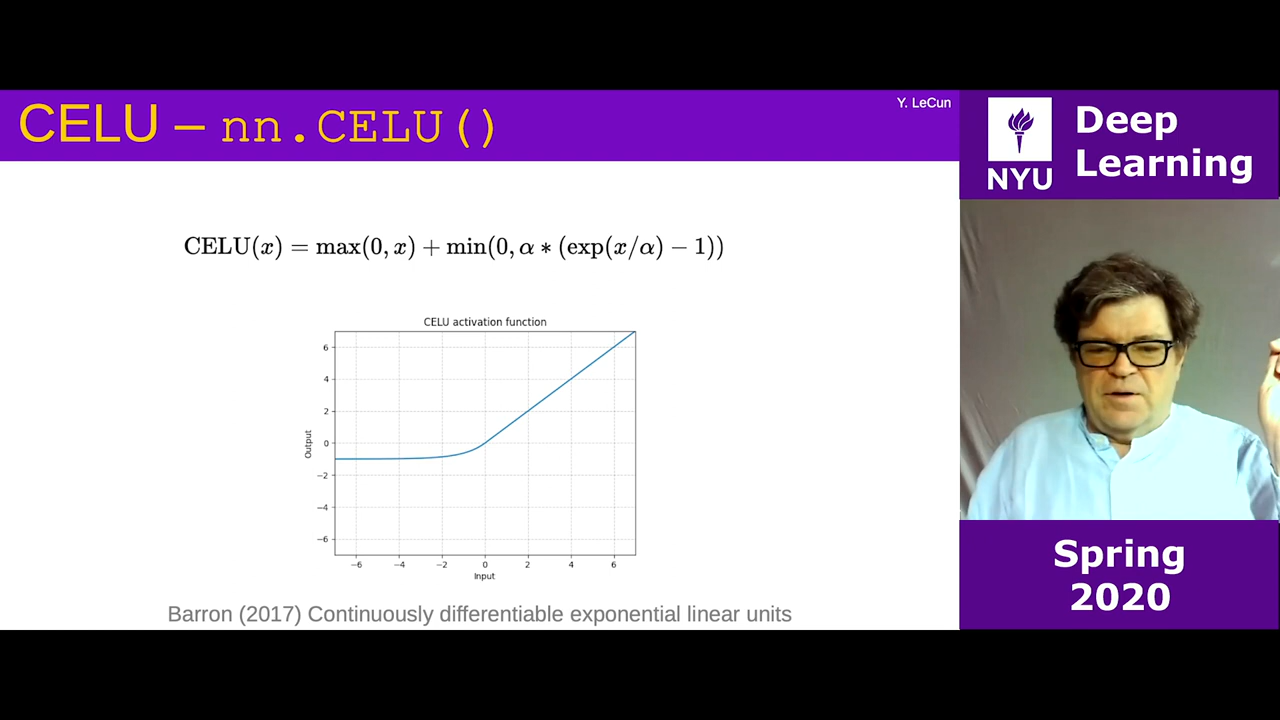 CELU – nn.CELU()
Y. LeCun
CELU(x) = max(0, x) + min(0, α ∗ (exp(x/α) − 1))
CELU activation function
6
4
2
0
−2
−4
−6
Output
−6 −4 −2 0 2 4 6
Input
Barron (2017) Continuously differentiable exponential linear units
NYU
Deep
Learning
Spring
2020